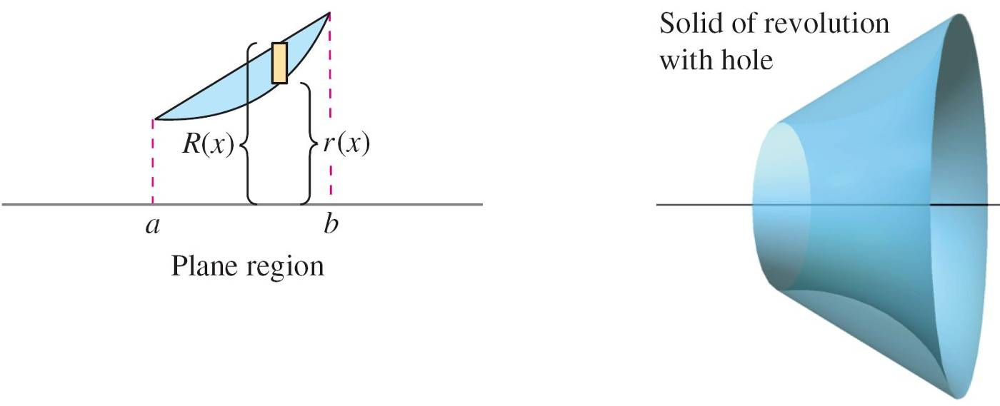 R(x)
r(x)
a
b
Plane region
Solid of revolution
with hole